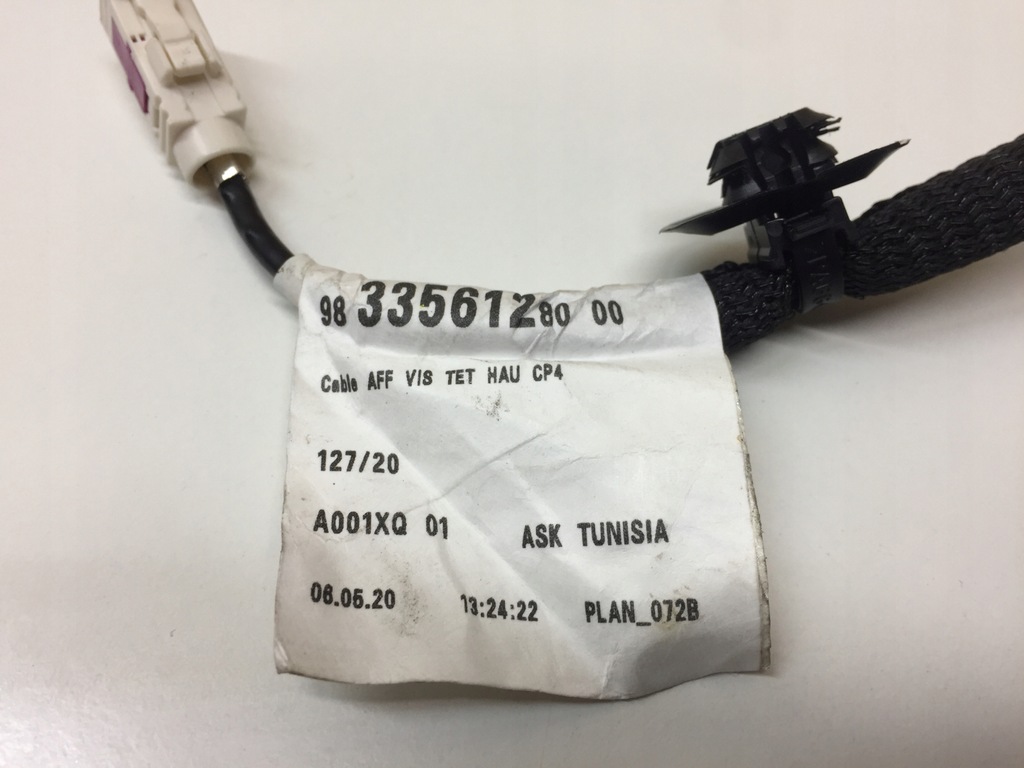 98 33561280 00
Cable AFF VIS TET HAU CP4
127/20
A001XQ 01 ASK TUNISIA
06.05.20 13:24:22 PLAN_072B